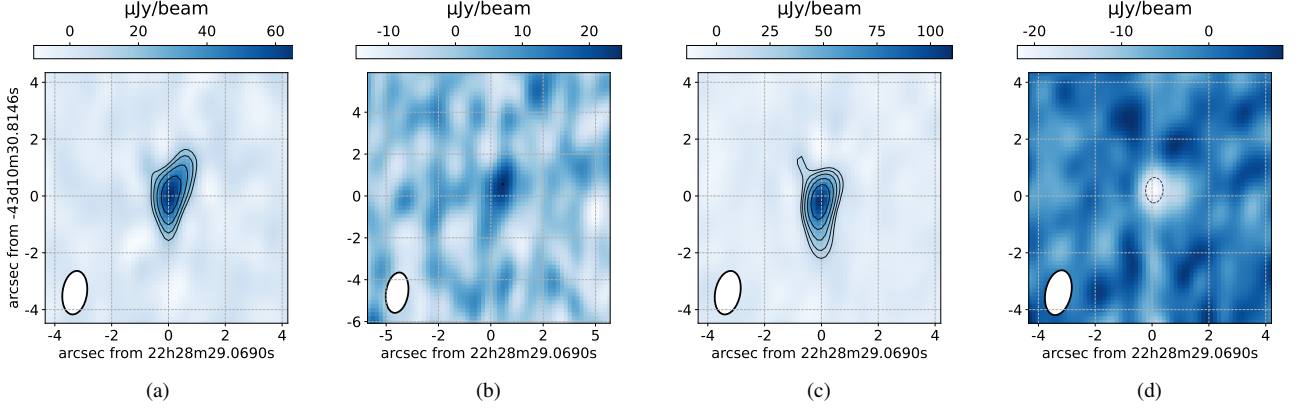 μJy/beam μJy/beam μJy/beam μJy/beam
0 20 40 60 -10 0 10 20 0 25 50 75 100 -20 -10 0
4 4 4 4
2 2 2 2
0 0 0 0
-2 -2 -2 -2
-4 -4 -4 -4
-6
arcsec from -43d10m30.8146s
-4 -2 0 2 4 -5 -2 0 2 5 -4 -2 0 2 4 -4 -2 0 2 4
arcsec from 22h28m29.0690s arcsec from 22h28m29.0690s arcsec from 22h28m29.0690s arcsec from 22h28m29.0690s
(a) (b) (c) (d)